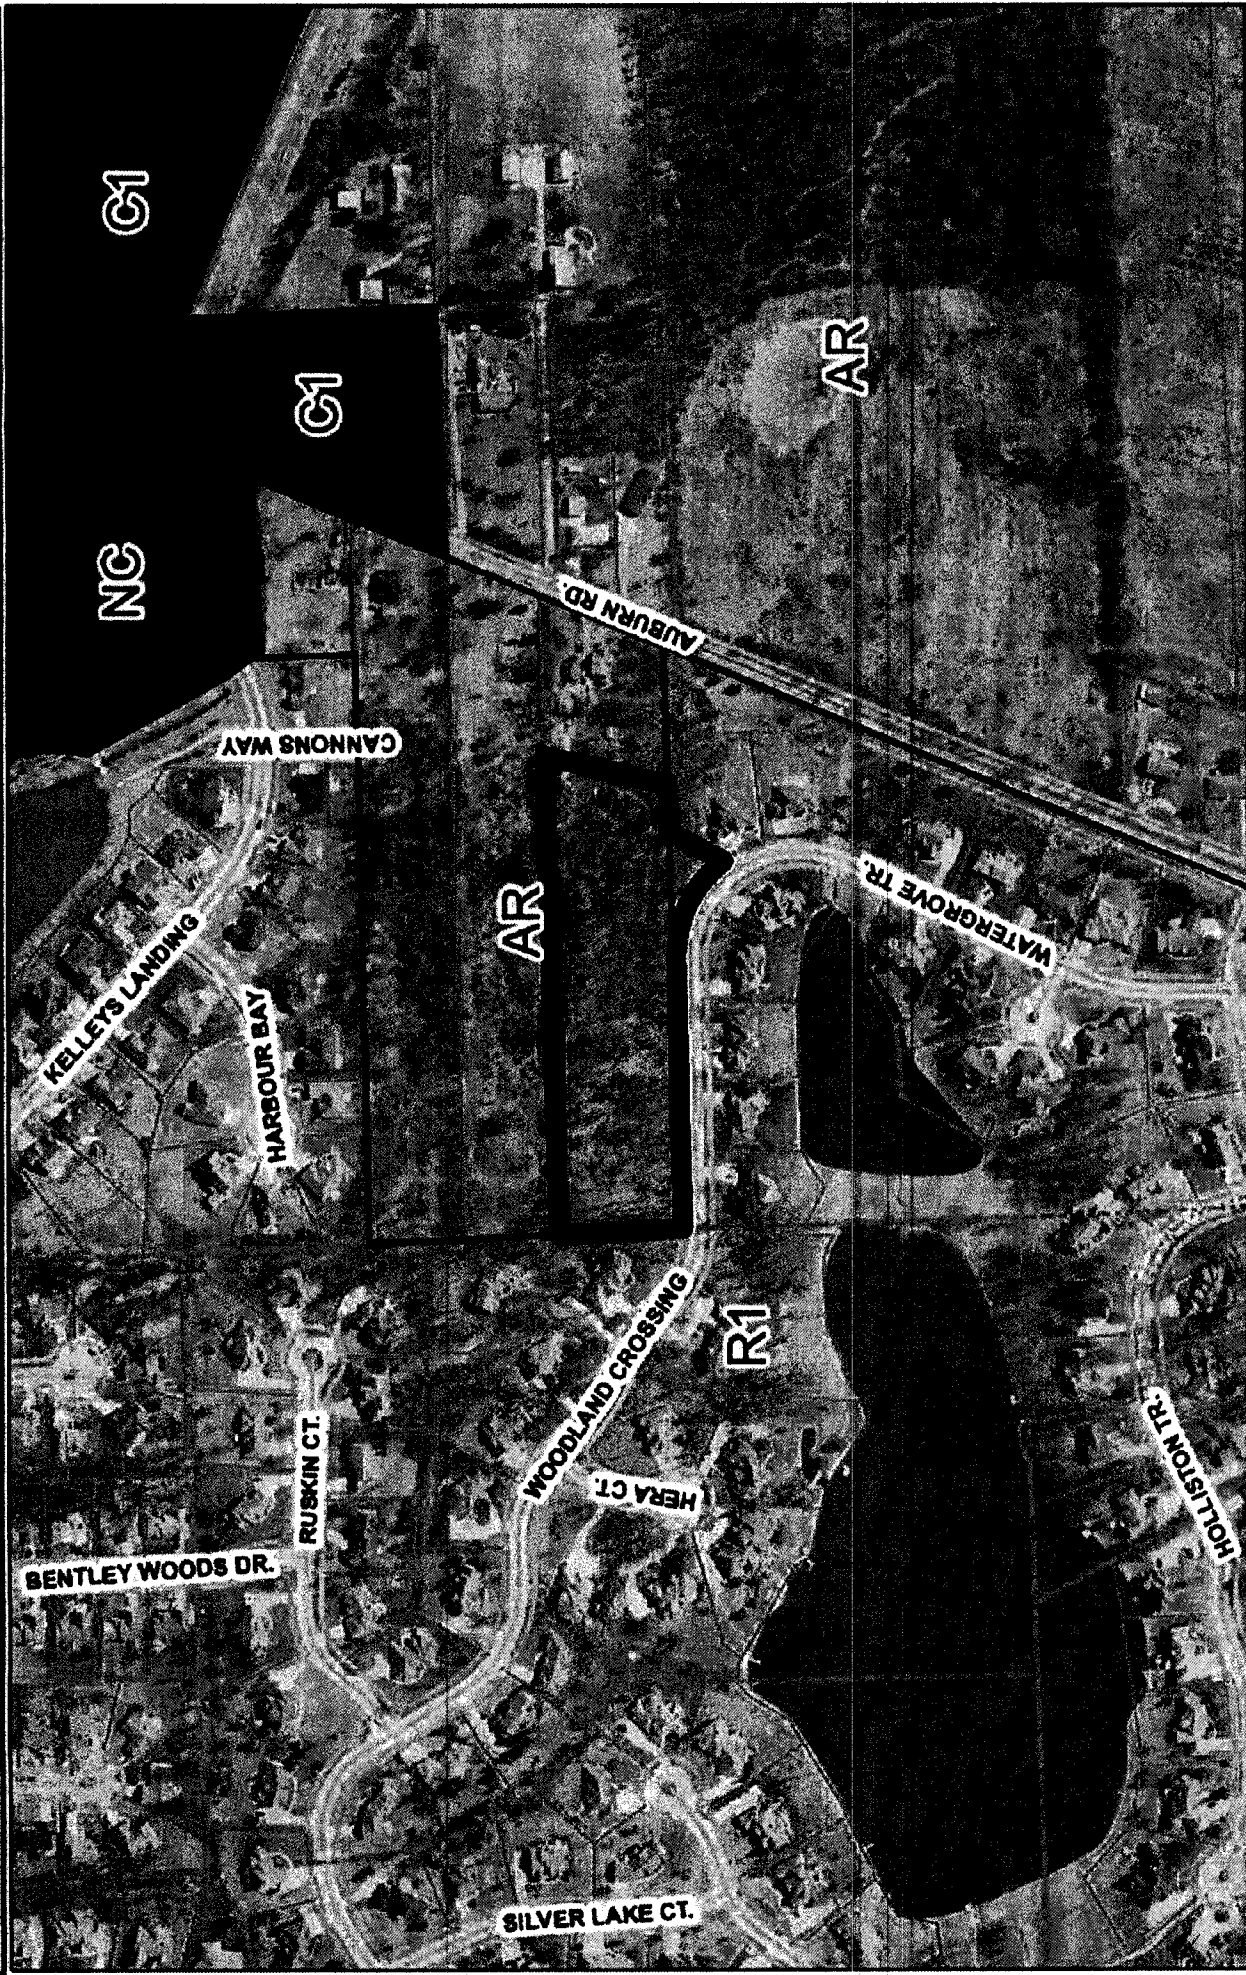 C1
C1
NC
AUBURN RD.
AR
CANNONS WAY
AR
KELLEYS LANDING
WATERGROVE TR.
HARBOUR BAY
R1
WOODLAND CROSSING
RUSKIN CT.
HERA CT.
HOLLISTON TR.
BENTLEY WOODS DR.
SILVER LAKE CT.